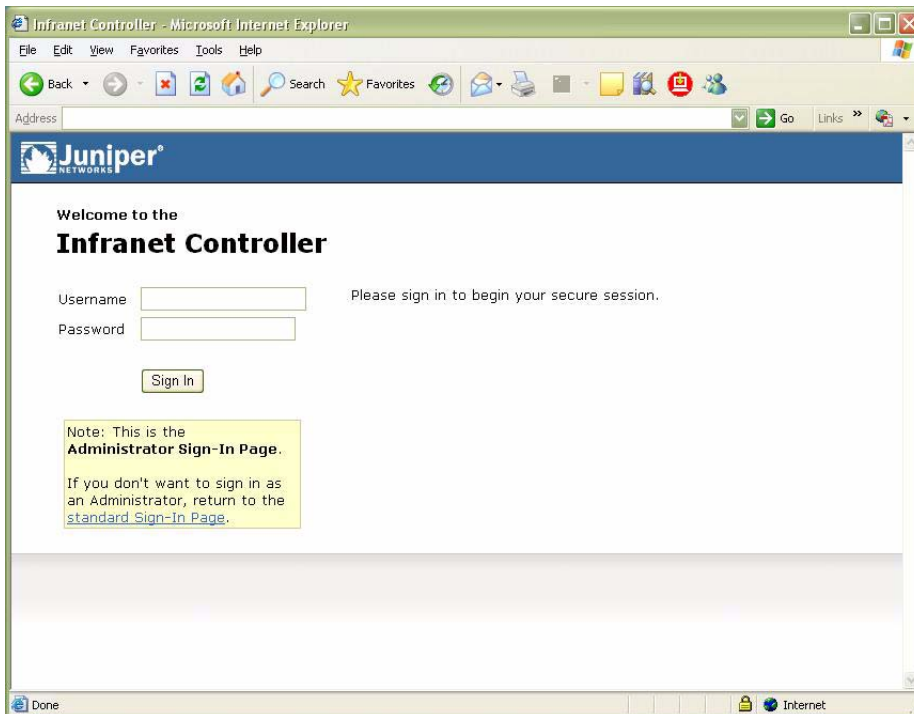 Infranet Controller - Microsoft Internet Explorer
File Edit View Favorites Tools Help
Back Search Favorites
Address Go Links »
Juniper®
NETWORKS
Welcome to the
Infranet Controller
Username
Please sign in to begin your secure session.
Password
Sign In
Note: This is the
Administrator Sign-In Page.
If you don't want to sign in as
an Administrator, return to the
standard Sign-In Page.
Done Internet